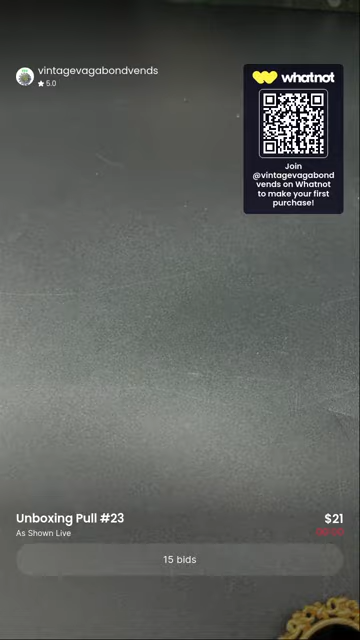 vintagevagabondvends
5.0
whatnot
Join
@vintagevagabond
vends on Whatnot
to make your first
purchase!
Unboxing Pull #23
$21
As Shown Live
15 bids